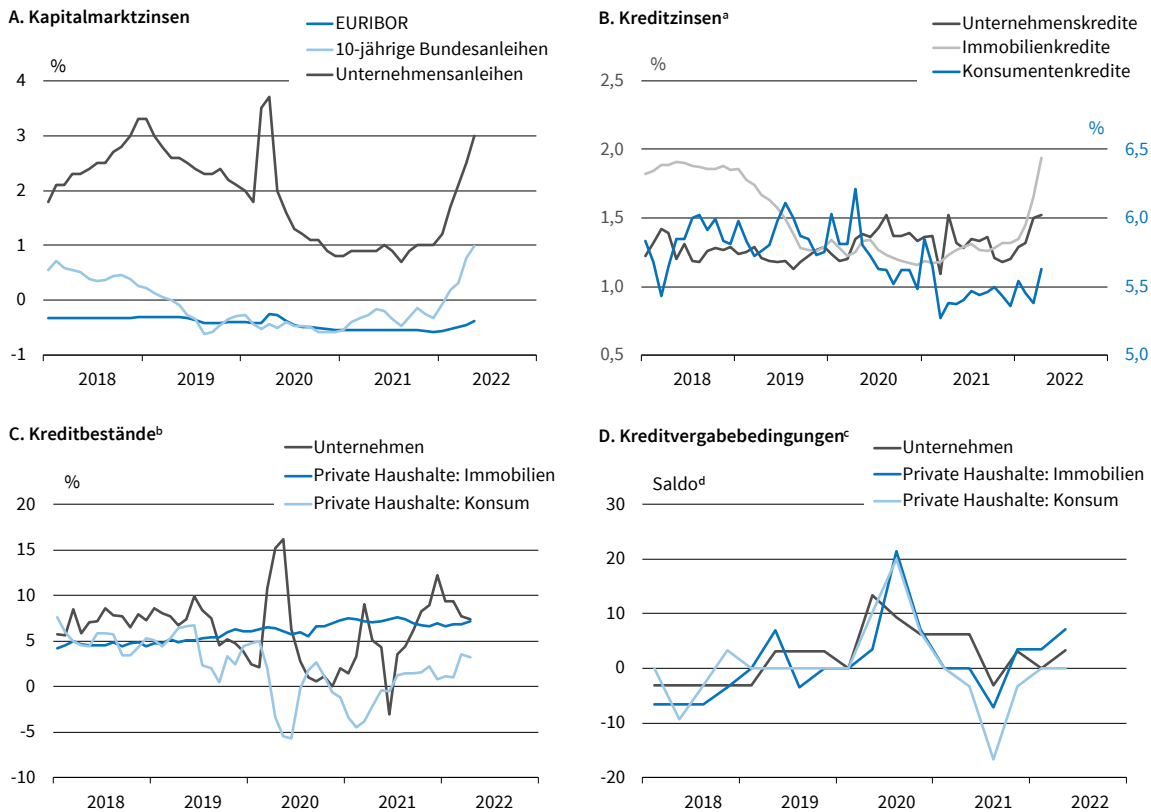 A. Kapitalmarktzinsen
EURIBOR
10-jährige Bundesanleihen
Unternehmensanleihen
%
4
3
2
1
0
-1
2018 2019 2020 2021 2022
B. Kreditzinsenᵃ
Unternehmenskredite
Immobilienkredite
Konsumentenkredite
%
2,5
2,0
1,5
1,0
0,5
%
6,5
6,0
5,5
5,0
2018 2019 2020 2021 2022
C. Kreditbeständeᵇ
Unternehmen
Private Haushalte: Immobilien
Private Haushalte: Konsum
%
20
15
10
5
0
-5
-10
2018 2019 2020 2021 2022
D. Kreditvergabebedingungenᶜ
Unternehmen
Private Haushalte: Immobilien
Private Haushalte: Konsum
Saldoᵈ
30
20
10
0
-10
-20
2018 2019 2020 2021 2022